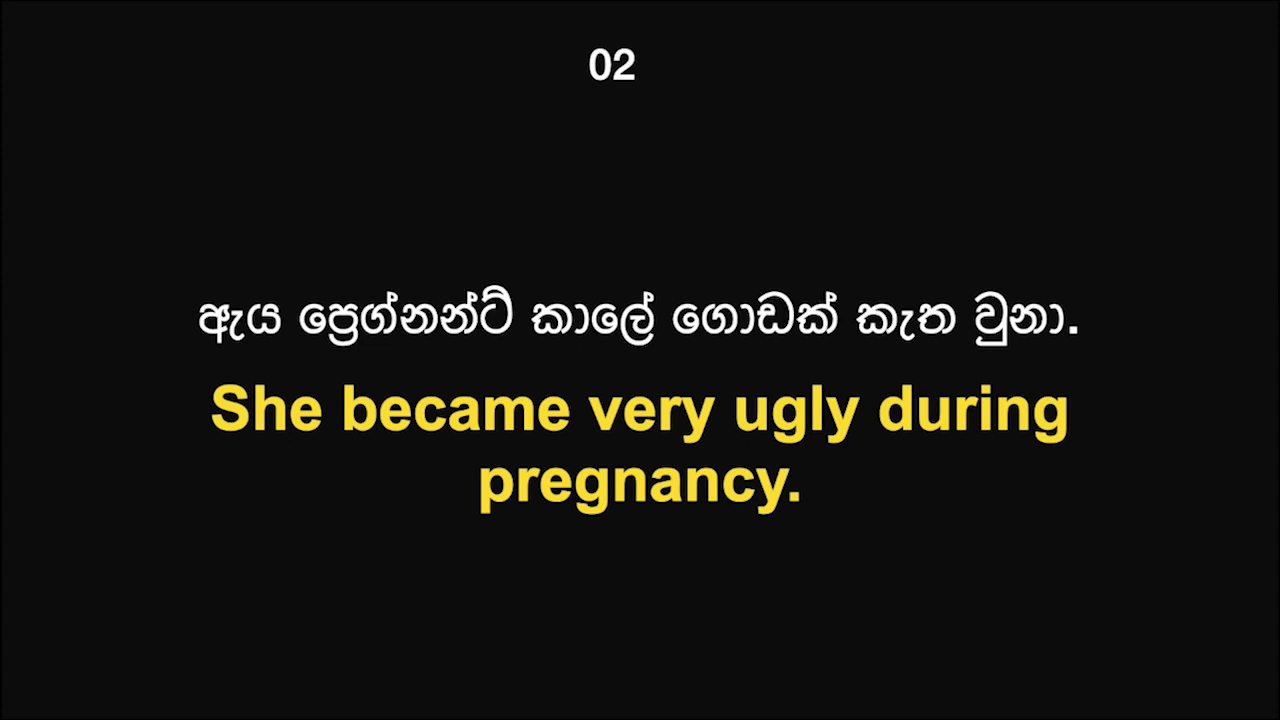 02
ඇය ප්‍රෙග්නන්ට් කාලේ ගොඩක් කැත වුනා.
She became very ugly during
pregnancy.